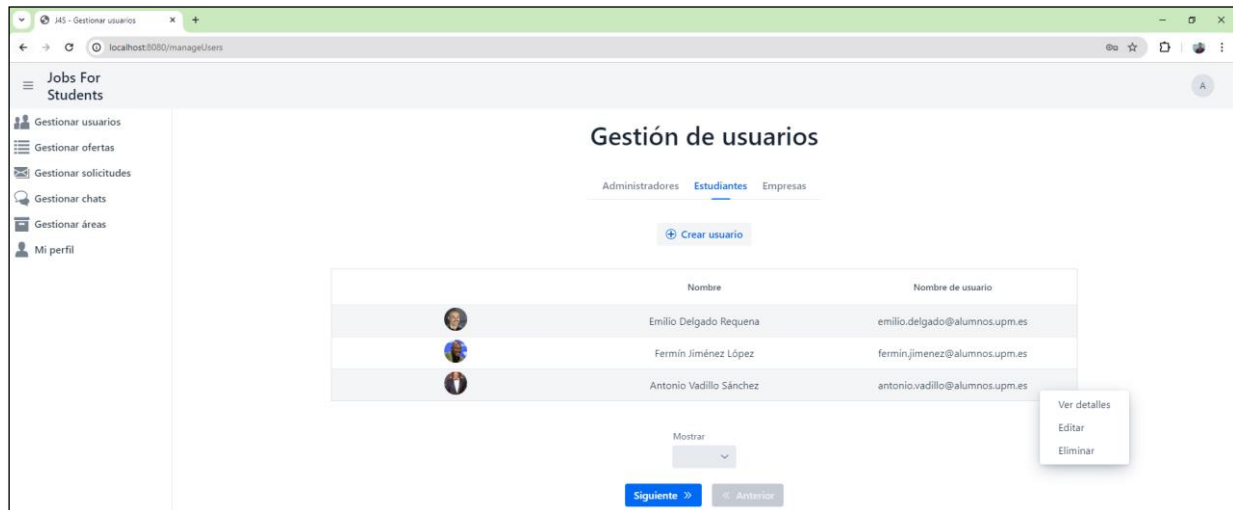 J4S - Gestionar usuarios
localhost:8080/manageUsers
Jobs For
Students
A
Gestionar usuarios
Gestionar ofertas
Gestionar solicitudes
Gestionar chats
Gestionar áreas
Mi perfil
Gestión de usuarios
Administradores Estudiantes Empresas
Crear usuario
Nombre Nombre de usuario
Emilio Delgado Requena emilio.delgado@alumnos.upm.es
Fermín Jiménez López fermin.jimenez@alumnos.upm.es
Antonio Vadillo Sánchez antonio.vadillo@alumnos.upm.es
Ver detalles
Editar
Eliminar
Mostrar
Siguiente » « Anterior